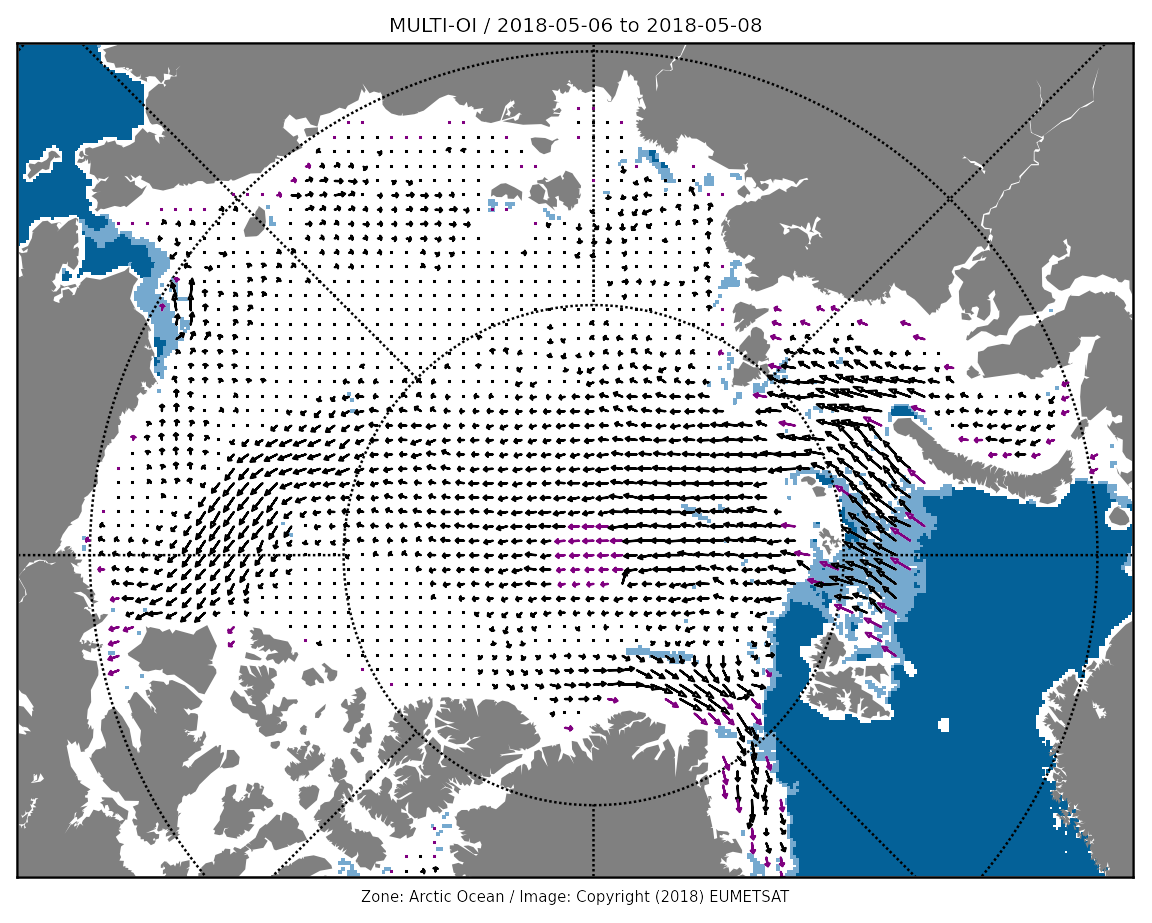 MULTI-OI / 2018-05-06 to 2018-05-08
Zone: Arctic Ocean / Image: Copyright (2018) EUMETSAT